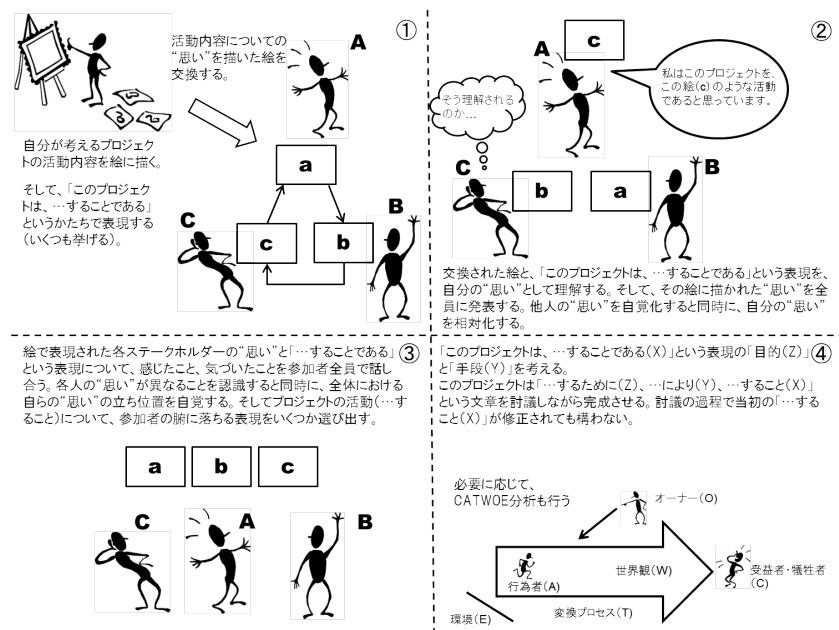 ①
活動内容についての
“思い”を描いた絵を
交換する。
A
自分が考えるプロジェク
トの活動内容を絵に描く。
そして、「このプロジェク
トは、…することである」
というかたちで表現する
（いくつも挙げる）。
a
C
B
c
b
②
c
A
私はこのプロジェクトを、
この絵(c)のような活動
であると思っています。
そう理解される
のか…
C
B
b
a
交換された絵と、「このプロジェクトは、…することである」という表現を、
自分の“思い”として理解する。そして、その絵に描かれた“思い”を全
員に発表する。他人の“思い”を自覚化すると同時に、自分の“思い”
を相対化する。
③
絵で表現された各ステークホルダーの“思い”と「…することである」
という表現について、感じたこと、気づいたことを参加者全員で話し
合う。各人の“思い”が異なることを認識すると同時に、全体における
自らの“思い”の立ち位置を自覚する。そしてプロジェクトの活動（…す
ること）について、参加者の腑に落ちる表現をいくつか選び出す。
a
b
c
C
A
B
④
「このプロジェクトは、…することである(X)」という表現の「目的(Z)」
と「手段(Y)」を考える。
このプロジェクトは「…するために(Z)、…により(Y)、…すること(X)」
という文章を討議しながら完成させる。討議の過程で当初の「…する
こと(X)」が修正されても構わない。
必要に応じて、
CATWOE分析も行う
オーナー(O)
世界観(W)
行為者(A)
受益者・犠牲者
(C)
環境(E)
変換プロセス(T)